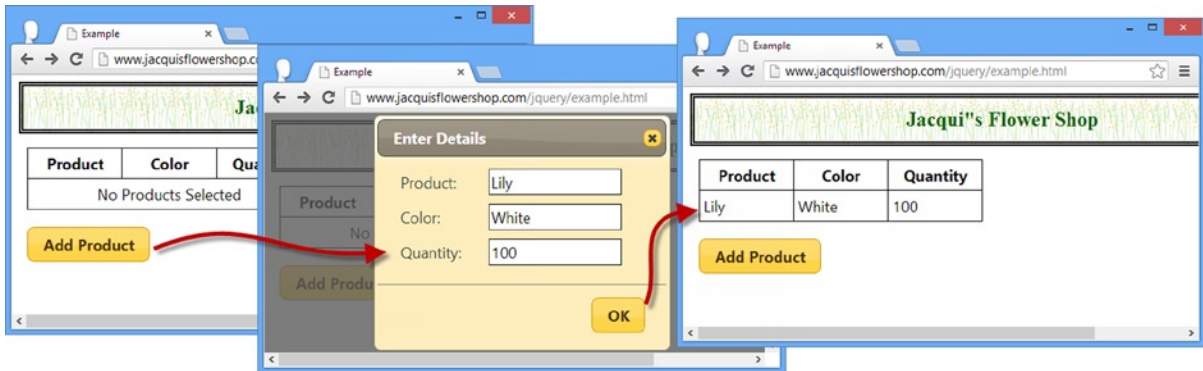 Example
www.jacquisflowershop.c
Ja
Product Color Qua
No Products Selected
Add Product
Example
www.jacquisflowershop.com/jquery/example.html
Product
No
Add Produ
Enter Details
Product: Lily
Color: White
Quantity: 100
OK
Example
www.jacquisflowershop.com/jquery/example.html
Jacqui"s Flower Shop
Product Color Quantity
Lily White 100
Add Product